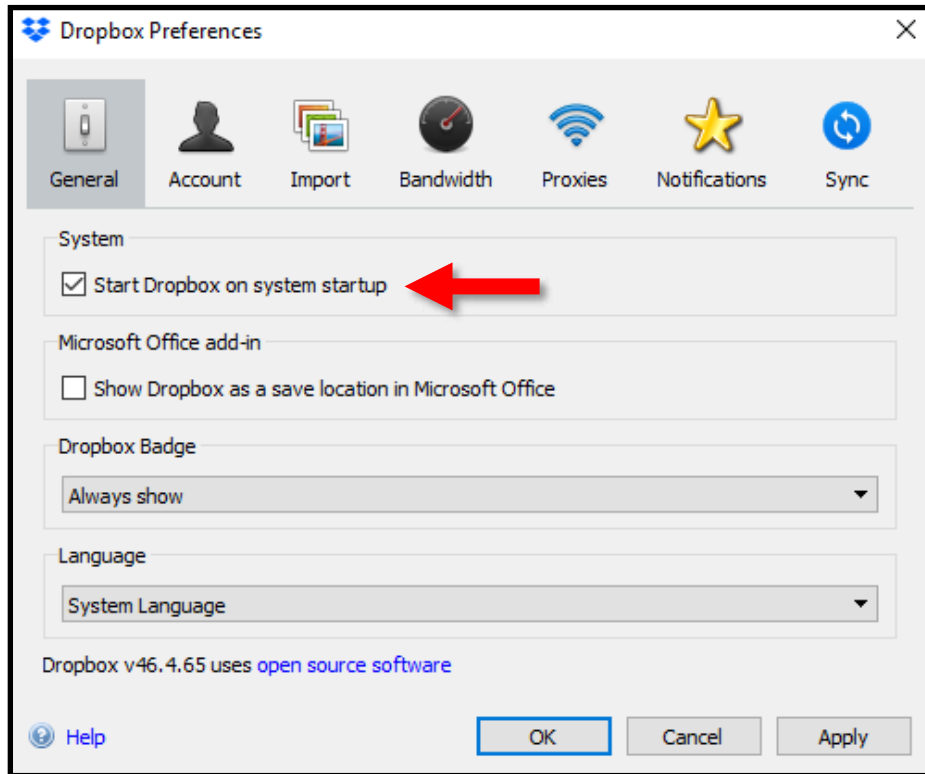 Dropbox Preferences
General Account Import Bandwidth Proxies Notifications Sync
System
Start Dropbox on system startup
Microsoft Office add-in
Show Dropbox as a save location in Microsoft Office
Dropbox Badge
Always show
Language
System Language
Dropbox v46.4.65 uses open source software
Help OK Cancel Apply